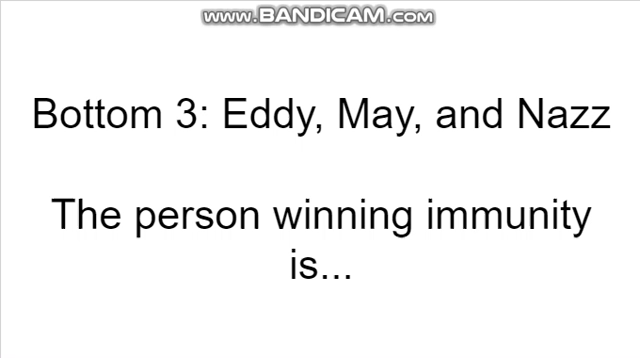 www.BANDICAM.com
Bottom 3: Eddy, May, and Nazz
The person winning immunity
is...